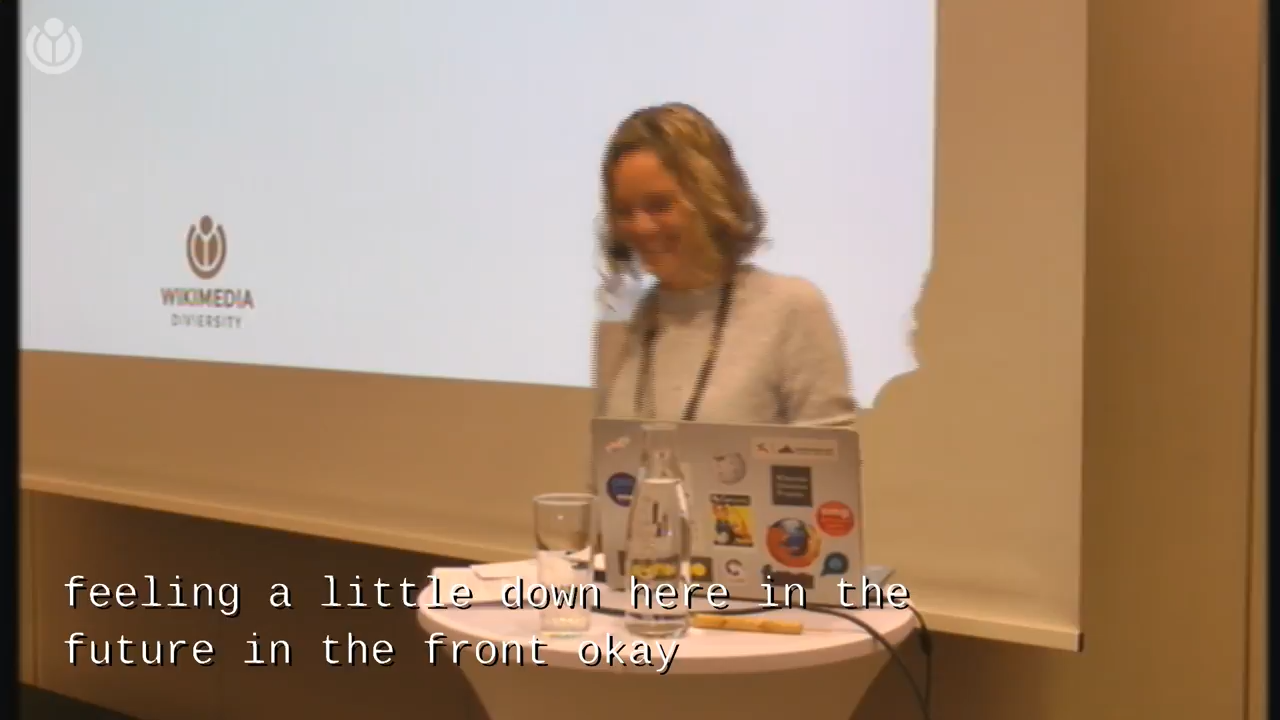 WIKIMEDIA
DIVIERSITY
feeling a little down here in the
future in the front okay